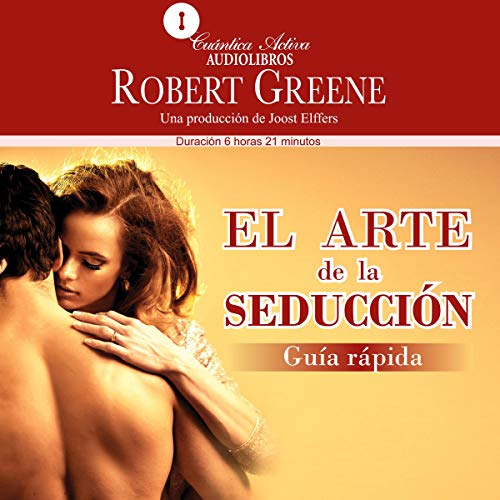 Cuántica Activa
AUDIOLIBROS
ROBERT GREENE
Una producción de Joost Elffers
Duración 6 horas 21 minutos
EL ARTE
de la
SEDUCCIÓN
Guía rápida